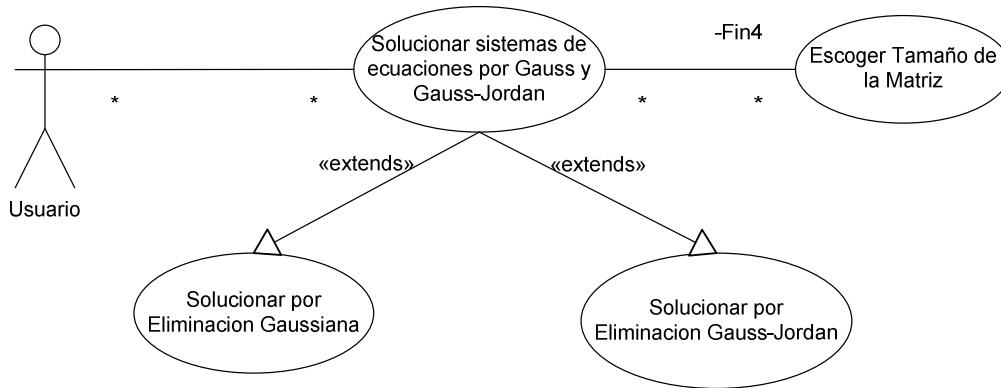 Solucionar sistemas de
ecuaciones por Gauss y
Gauss-Jordan
-Fin4
Escoger Tamaño de
la Matriz
*
*
*
*
«extends»
«extends»
Usuario
Solucionar por
Eliminacion Gaussiana
Solucionar por
Eliminacion Gauss-Jordan